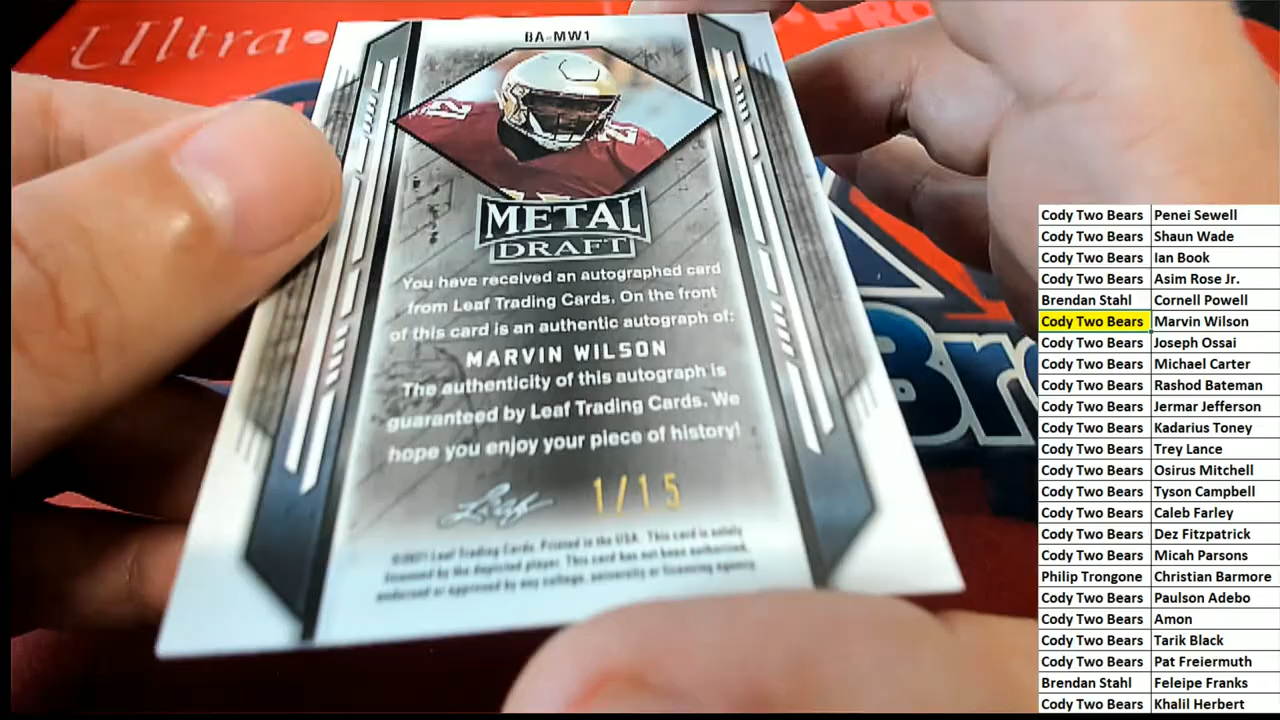 Ultra
PRO
BA-MW1
METAL
DRAFT
You have received an autographed card
from Leaf Trading Cards. On the front
of this card is an authentic autograph of:
MARVIN WILSON
The authenticity of this autograph is
guaranteed by Leaf Trading Cards. We
hope you enjoy your piece of history!
Leaf 1/15
©2021 Leaf Trading Cards. Printed in the USA. This card is solely
licensed by the depicted player. This card has not been authorized,
endorsed or approved by any college, university or licensing agency.
Br
Cody Two Bears Penei Sewell
Cody Two Bears Shaun Wade
Cody Two Bears Ian Book
Cody Two Bears Asim Rose Jr.
Brendan Stahl Cornell Powell
Cody Two Bears Marvin Wilson
Cody Two Bears Joseph Ossai
Cody Two Bears Michael Carter
Cody Two Bears Rashod Bateman
Cody Two Bears Jermar Jefferson
Cody Two Bears Kadarius Toney
Cody Two Bears Trey Lance
Cody Two Bears Osirus Mitchell
Cody Two Bears Tyson Campbell
Cody Two Bears Caleb Farley
Cody Two Bears Dez Fitzpatrick
Cody Two Bears Micah Parsons
Philip Trongone Christian Barmore
Cody Two Bears Paulson Adebo
Cody Two Bears Amon
Cody Two Bears Tarik Black
Cody Two Bears Pat Freiermuth
Brendan Stahl Feleipe Franks
Cody Two Bears Khalil Herbert